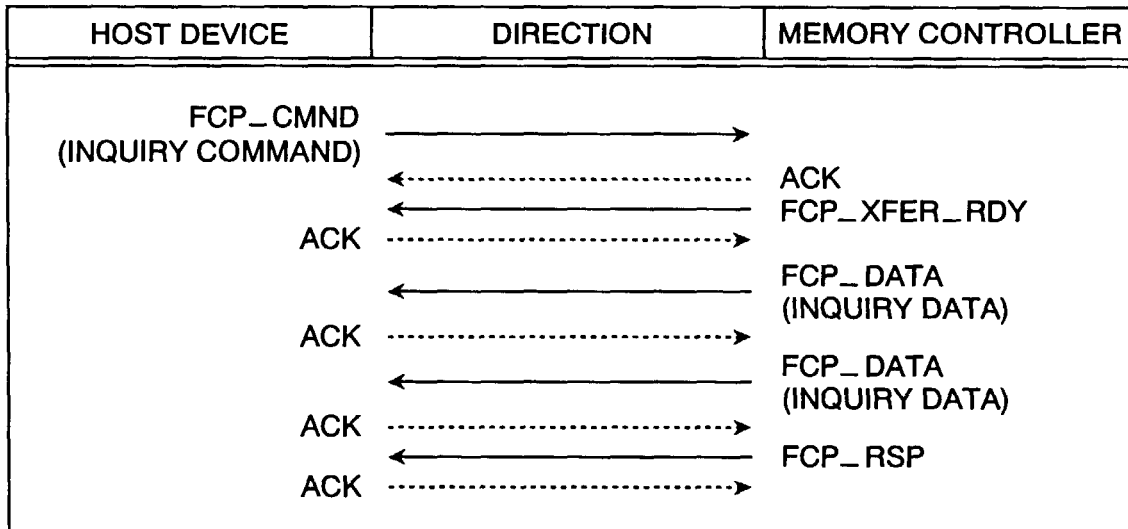 HOST DEVICE
DIRECTION
MEMORY CONTROLLER
FCP_CMND
(INQUIRY COMMAND)
ACK
FCP_XFER_RDY
ACK
FCP_DATA
(INQUIRY DATA)
ACK
FCP_DATA
(INQUIRY DATA)
ACK
FCP_RSP
ACK